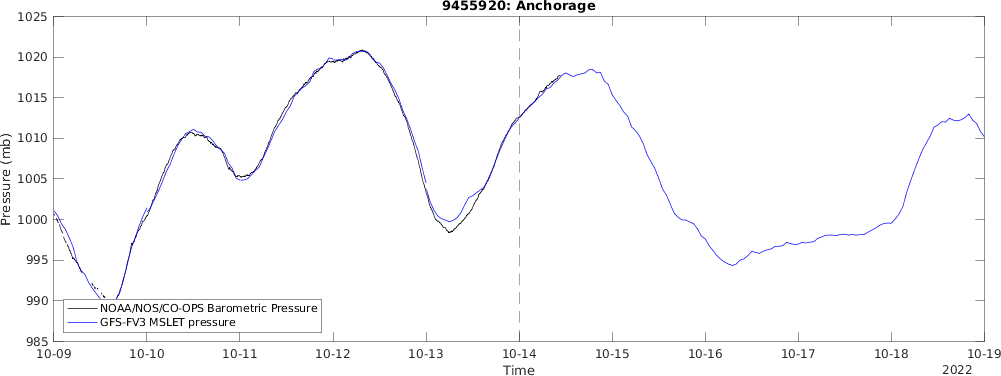 9455920: Anchorage
Pressure (mb)
1025
1020
1015
1010
1005
1000
995
990
985
NOAA/NOS/CO-OPS Barometric Pressure
GFS-FV3 MSLET pressure
10-09 10-10 10-11 10-12 10-13 10-14 10-15 10-16 10-17 10-18 10-19
Time
2022